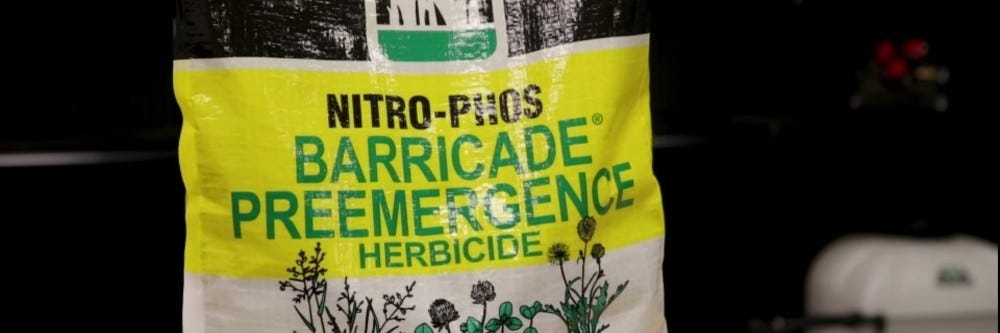 NITRO-PHOS
BARRICADE®
PREEMERGENCE
HERBICIDE